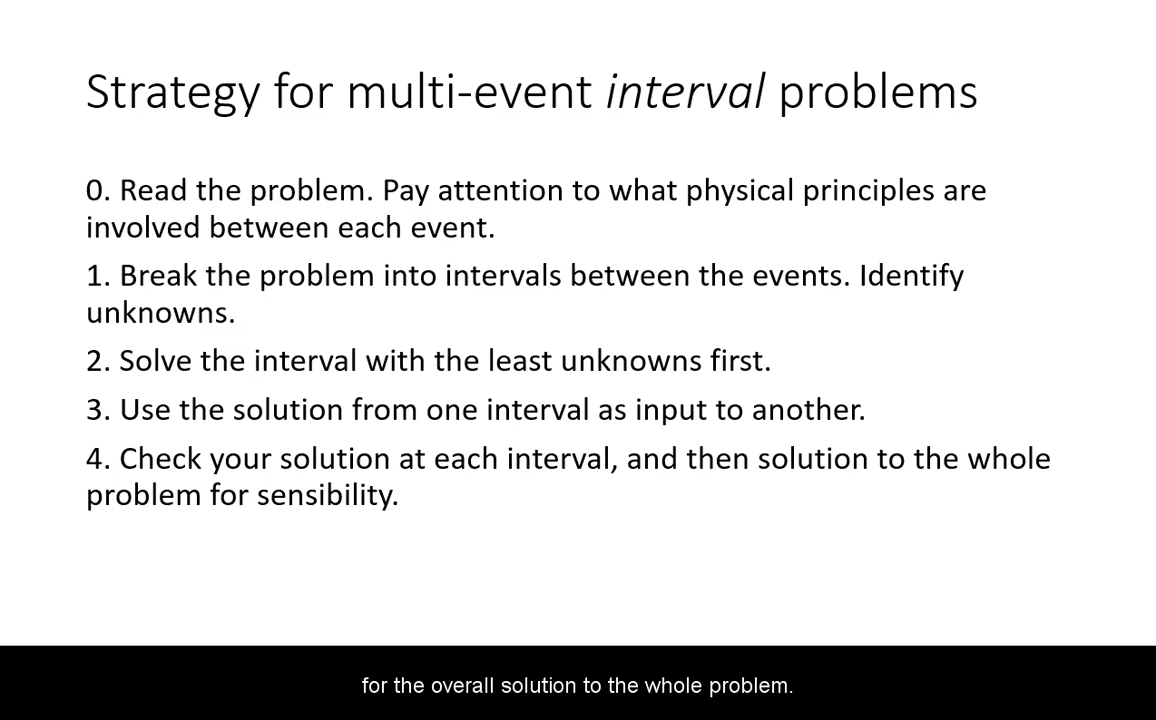 Strategy for multi-event interval problems
0. Read the problem. Pay attention to what physical principles are
involved between each event.
1. Break the problem into intervals between the events. Identify
unknowns.
2. Solve the interval with the least unknowns first.
3. Use the solution from one interval as input to another.
4. Check your solution at each interval, and then solution to the whole
problem for sensibility.
for the overall solution to the whole problem.